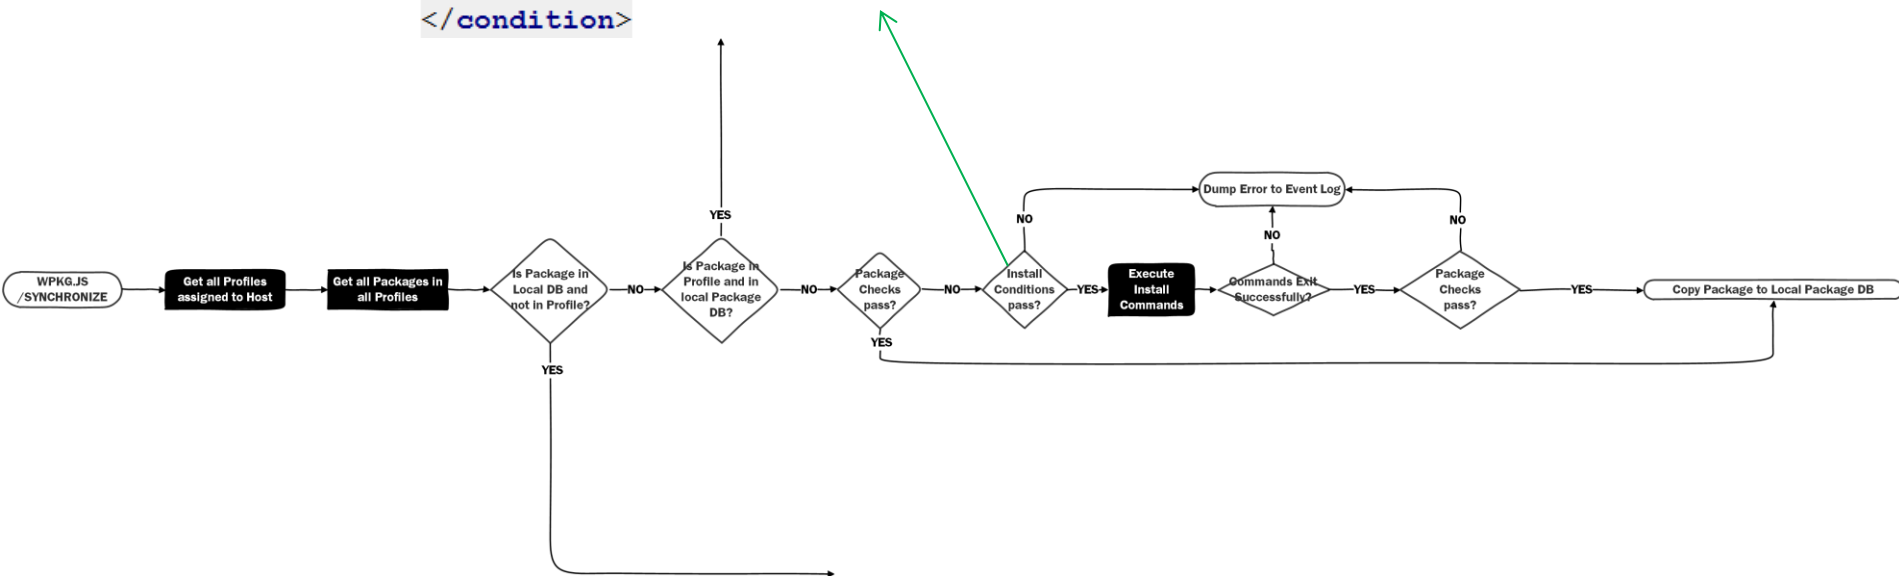 </condition>
WPKG.JS
/SYNCHRONIZE
Get all Profiles
assigned to Host
Get all Packages in
all Profiles
Is Package in
Local DB and
not in Profile?
YES
NO
Is Package in
Profile and in
local Package
DB?
YES
NO
Package
Checks
pass?
YES
NO
Install
Conditions
pass?
NO
YES
Execute
Install
Commands
Commands Exit
Successfully?
NO
YES
Dump Error to Event Log
Package
Checks
pass?
NO
YES
Copy Package to Local Package DB